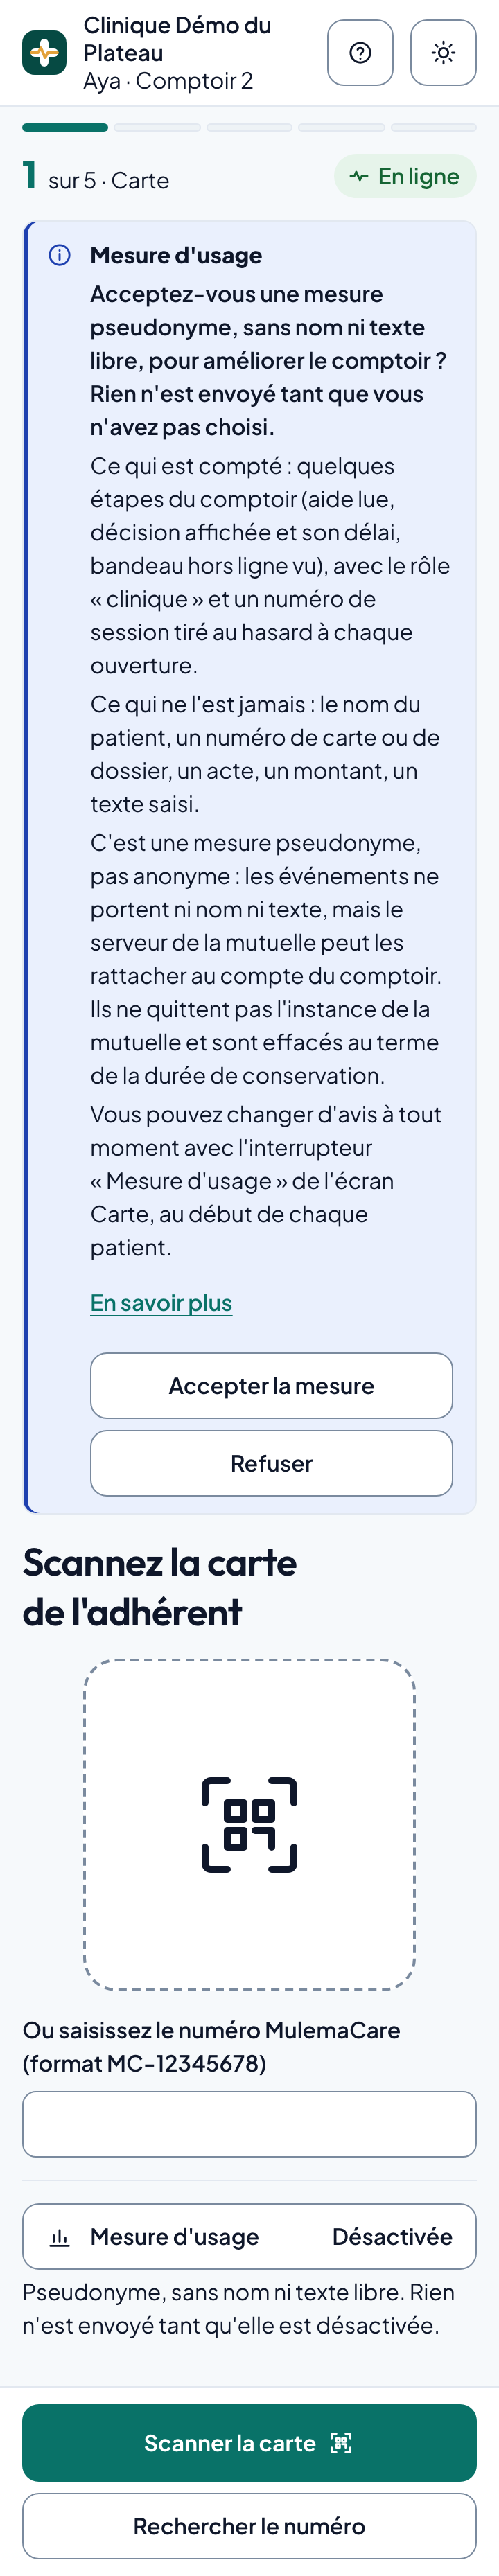 Clinique Démo du
Plateau
Aya · Comptoir 2
1 sur 5 · Carte
En ligne
Mesure d'usage
Acceptez-vous une mesure
pseudonyme, sans nom ni texte
libre, pour améliorer le comptoir ?
Rien n'est envoyé tant que vous
n'avez pas choisi.
Ce qui est compté : quelques
étapes du comptoir (aide lue,
décision affichée et son délai,
bandeau hors ligne vu), avec le rôle
« clinique » et un numéro de
session tiré au hasard à chaque
ouverture.
Ce qui ne l'est jamais : le nom du
patient, un numéro de carte ou de
dossier, un acte, un montant, un
texte saisi.
C'est une mesure pseudonyme,
pas anonyme : les événements ne
portent ni nom ni texte, mais le
serveur de la mutuelle peut les
rattacher au compte du comptoir.
Ils ne quittent pas l'instance de la
mutuelle et sont effacés au terme
de la durée de conservation.
Vous pouvez changer d'avis à tout
moment avec l'interrupteur
« Mesure d'usage » de l'écran
Carte, au début de chaque
patient.
En savoir plus
Accepter la mesure
Refuser
Scannez la carte
de l'adhérent
Ou saisissez le numéro MulemaCare
(format MC-12345678)
Mesure d'usage
Désactivée
Pseudonyme, sans nom ni texte libre. Rien
n'est envoyé tant qu'elle est désactivée.
Scanner la carte
Rechercher le numéro